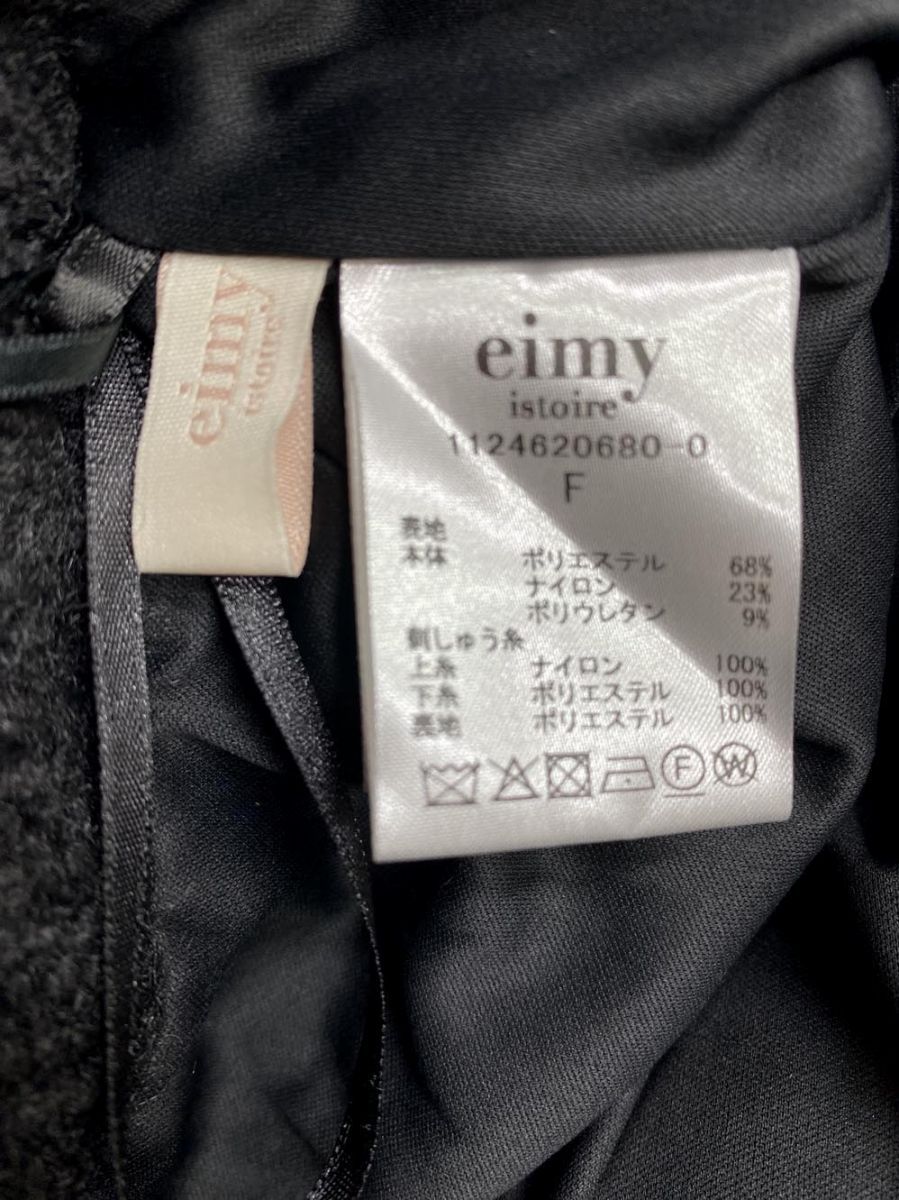 eimy
istoire
eimy
istoire
1124620680-0
F
表地
本体 ポリエステル 68%
ナイロン 23%
ポリウレタン 9%
刺しゅう糸
上糸 ナイロン 100%
下糸 ポリエステル 100%
裏地 ポリエステル 100%
F W